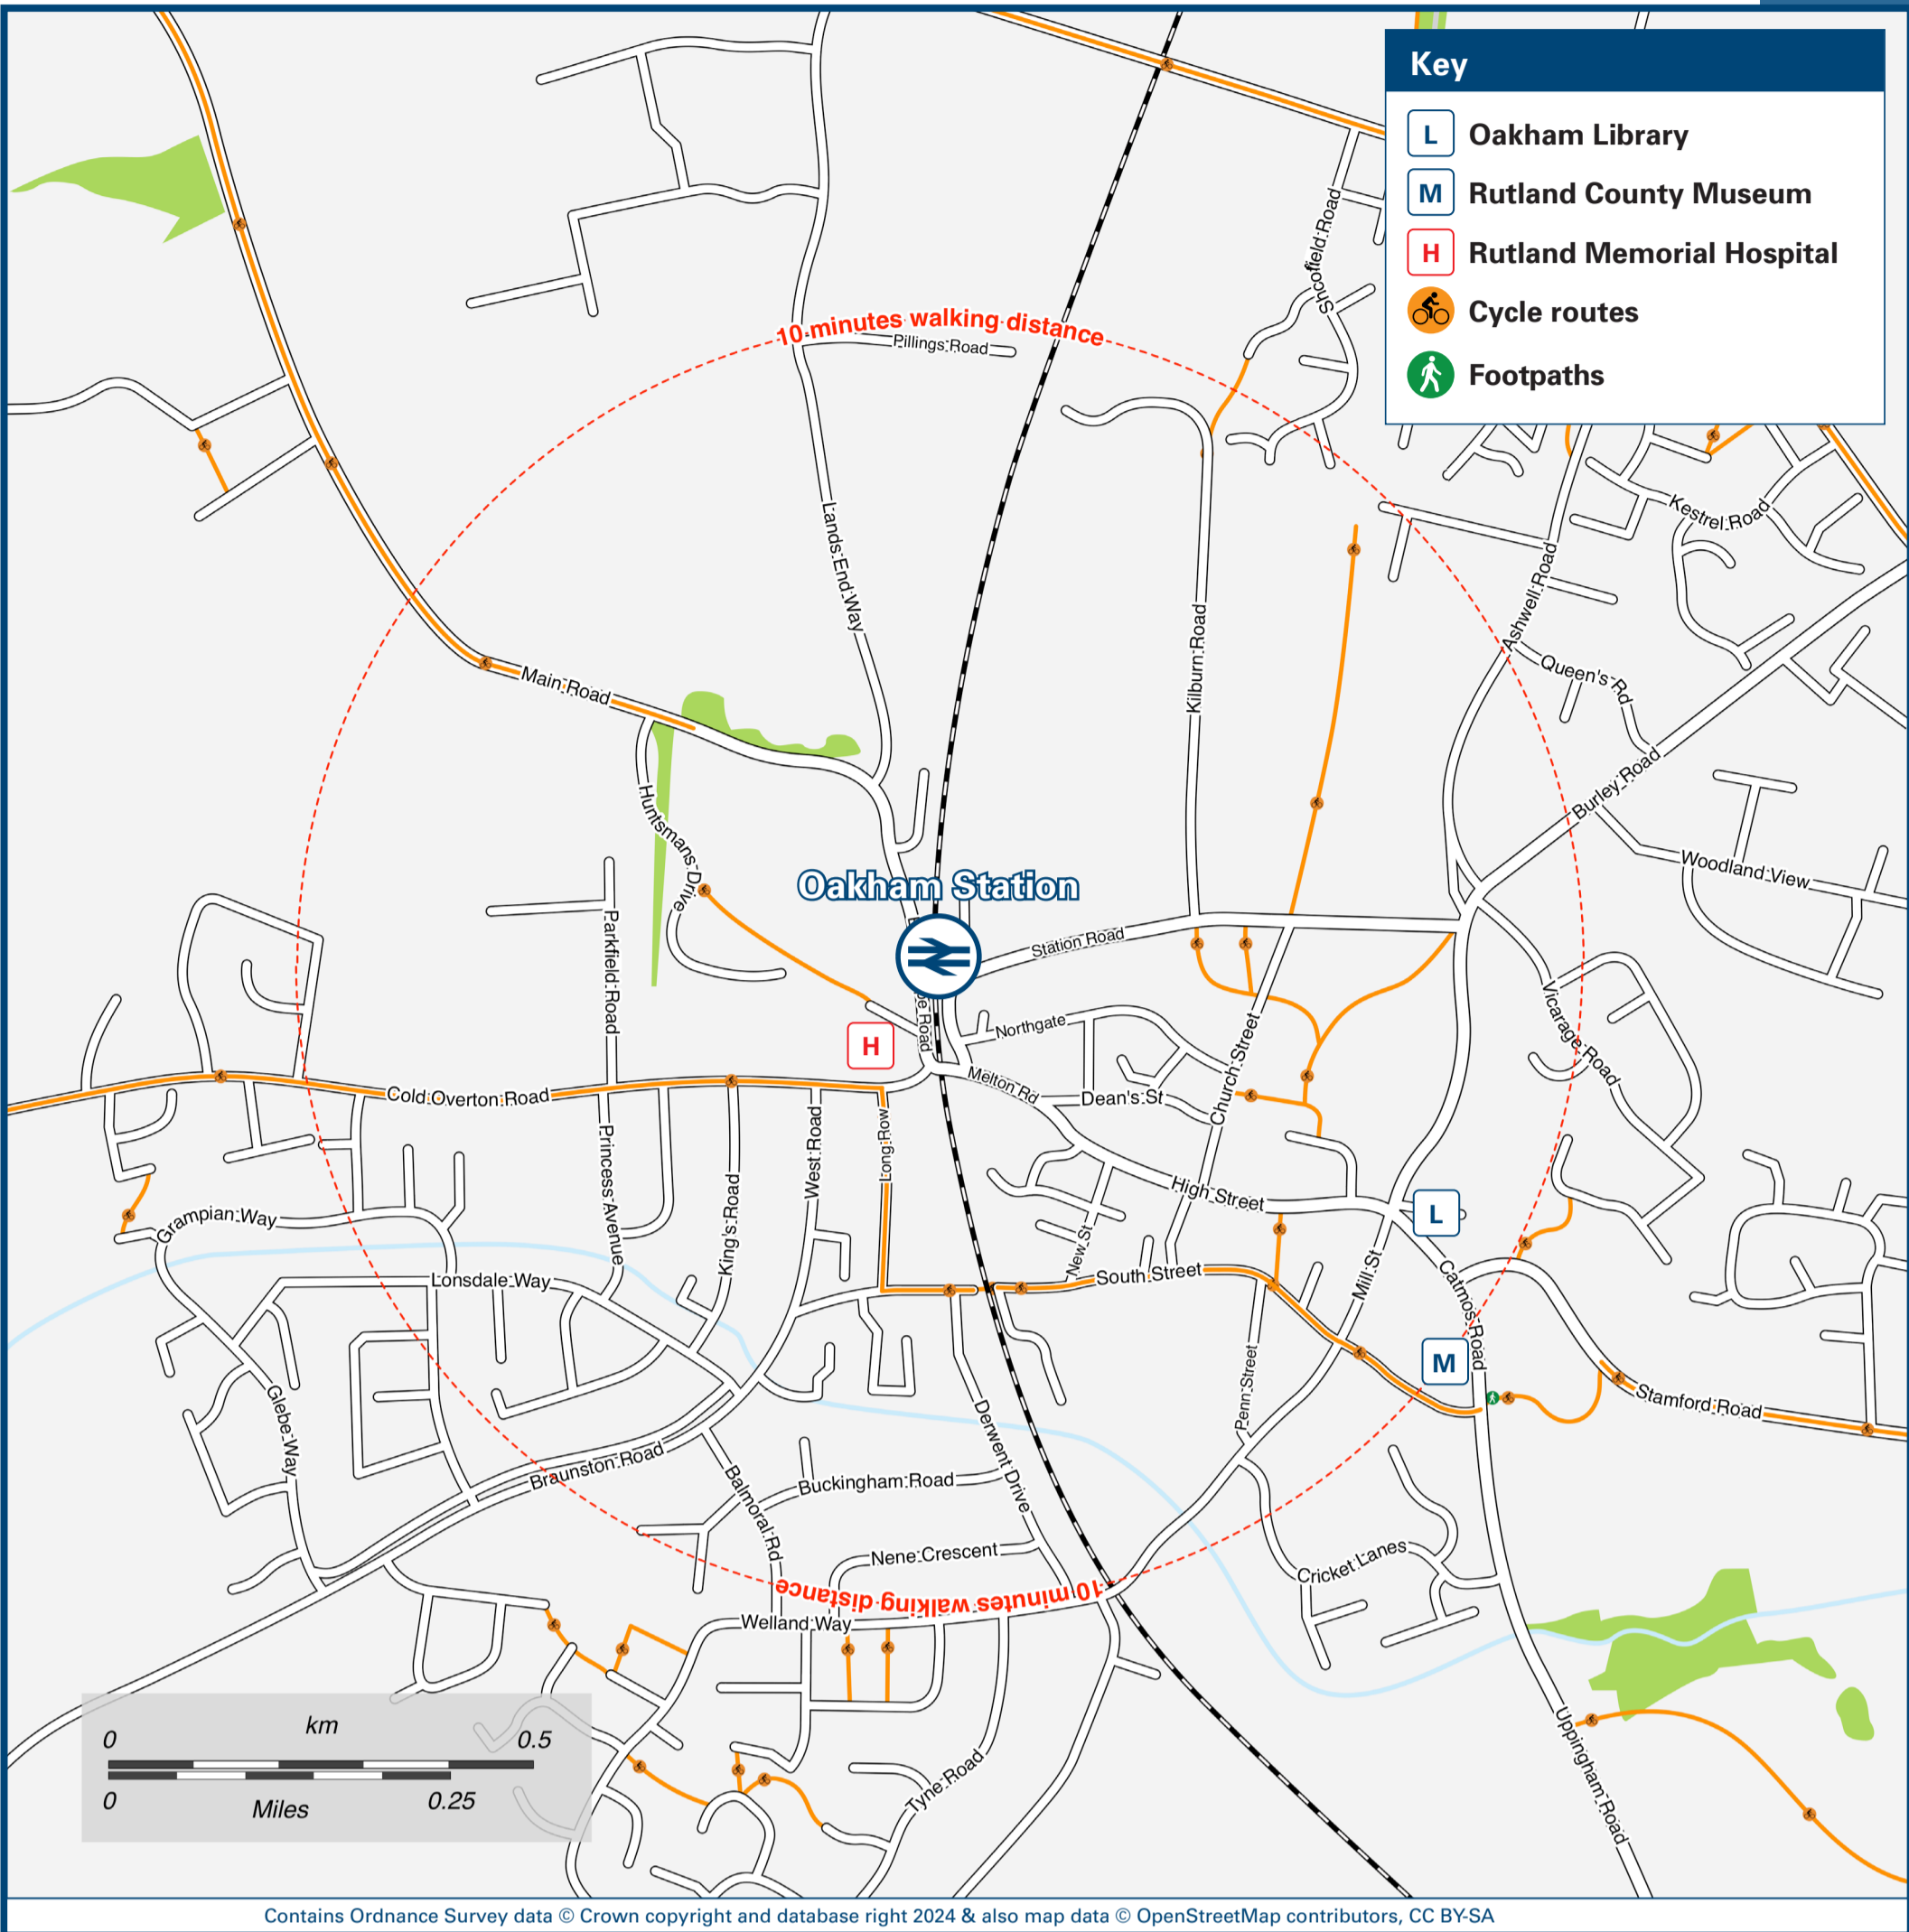 Key
L Oakham Library
M Rutland County Museum
H Rutland Memorial Hospital
Cycle routes
Footpaths
Shoofield Road
10 minutes walking distance
Pillings Road
Kestrel Road
Lands End Way
Ashwell Road
Kilburn Road
Queen's Rd
Main Road
Burley Road
Huntsmans Drive
Woodland View
Oakham Station
Parkfield Road
Station Road
Vicarage Road
Northgate
Road
H
Church Street
Melton Rd
Cold Overton Road
Dean's St
Long Row
West Road
Princess Avenue
King's Road
High Street
L
Grampian Way
New St
Mill St
South Street
Lonsdale Way
Catmos Road
M
Penn Street
Stamford Road
Glebe Way
Derwent Drive
Braunston Road
Balmoral Rd
Buckingham Road
Nene Crescent
Cricket Lanes
10 minutes walking distance
Welland Way
Uppingham Road
Tyne Road
0 km 0.5
0 Miles 0.25
Contains Ordnance Survey data © Crown copyright and database right 2024 & also map data © OpenStreetMap contributors, CC BY-SA